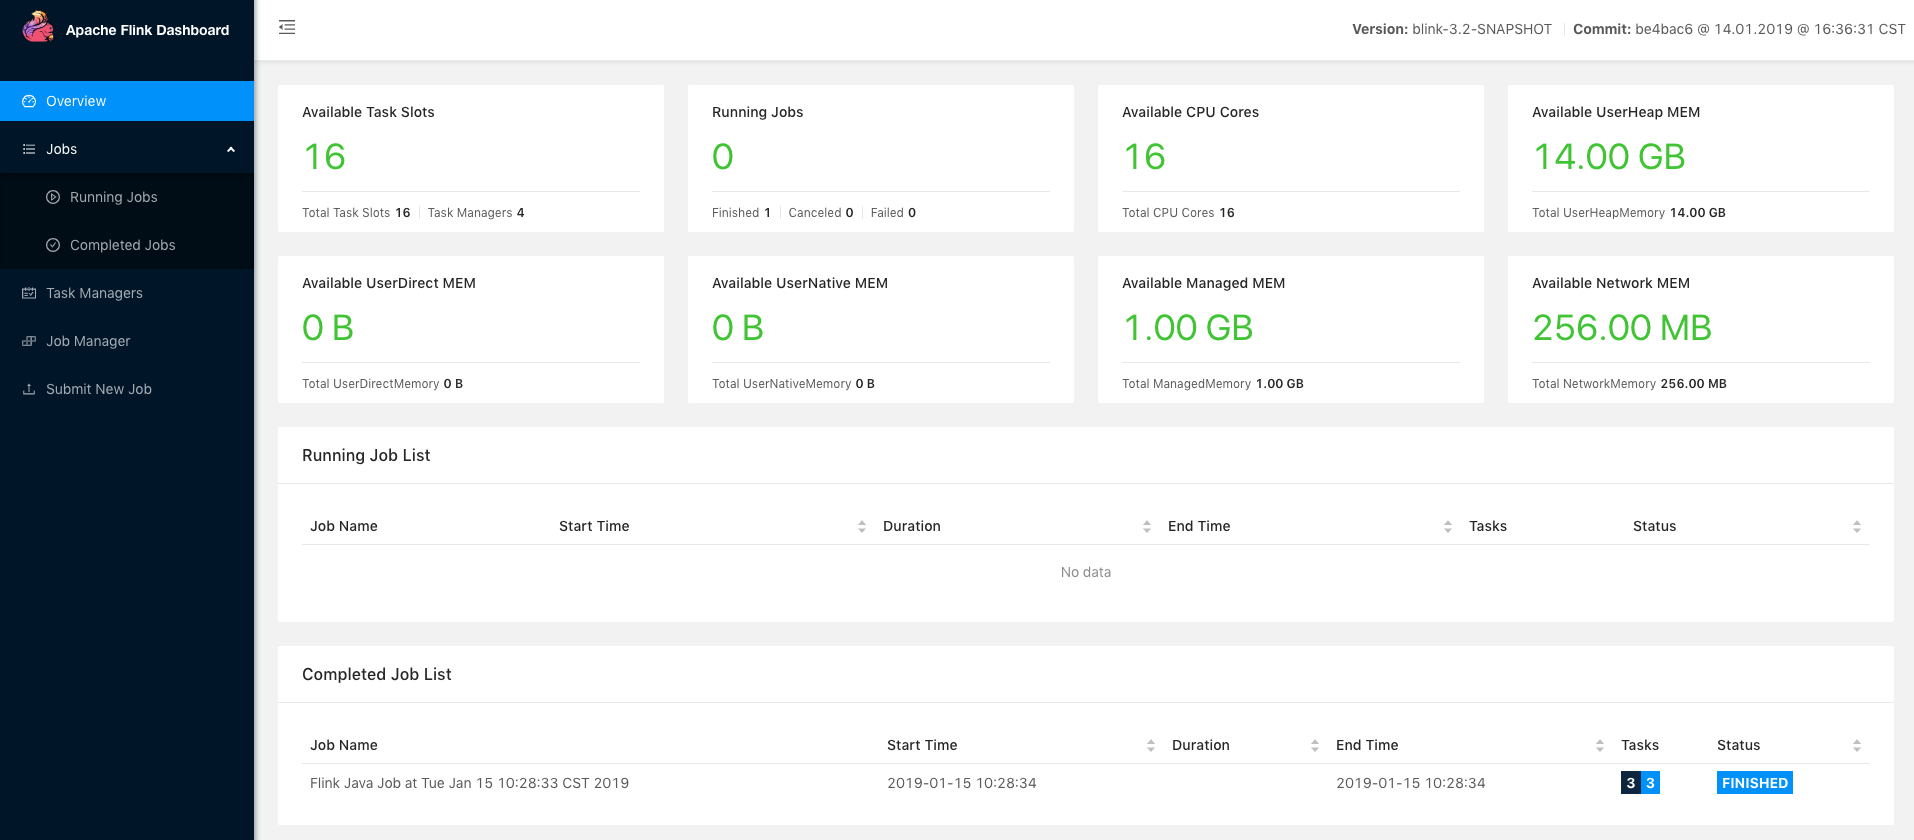 Apache Flink Dashboard
Version: blink-3.2-SNAPSHOT Commit: be4bac6 @ 14.01.2019 @ 16:36:31 CST
Overview
Jobs
Running Jobs
Completed Jobs
Task Managers
Job Manager
Submit New Job
Available Task Slots
16
Total Task Slots 16 Task Managers 4
Running Jobs
0
Finished 1 Canceled 0 Failed 0
Available CPU Cores
16
Total CPU Cores 16
Available UserHeap MEM
14.00 GB
Total UserHeapMemory 14.00 GB
Available UserDirect MEM
0 B
Total UserDirectMemory 0 B
Available UserNative MEM
0 B
Total UserNativeMemory 0 B
Available Managed MEM
1.00 GB
Total ManagedMemory 1.00 GB
Available Network MEM
256.00 MB
Total NetworkMemory 256.00 MB
Running Job List
Job Name Start Time Duration End Time Tasks Status
No data
Completed Job List
Job Name Start Time Duration End Time Tasks Status
Flink Java Job at Tue Jan 15 10:28:33 CST 2019 2019-01-15 10:28:34 2019-01-15 10:28:34 3 3 FINISHED